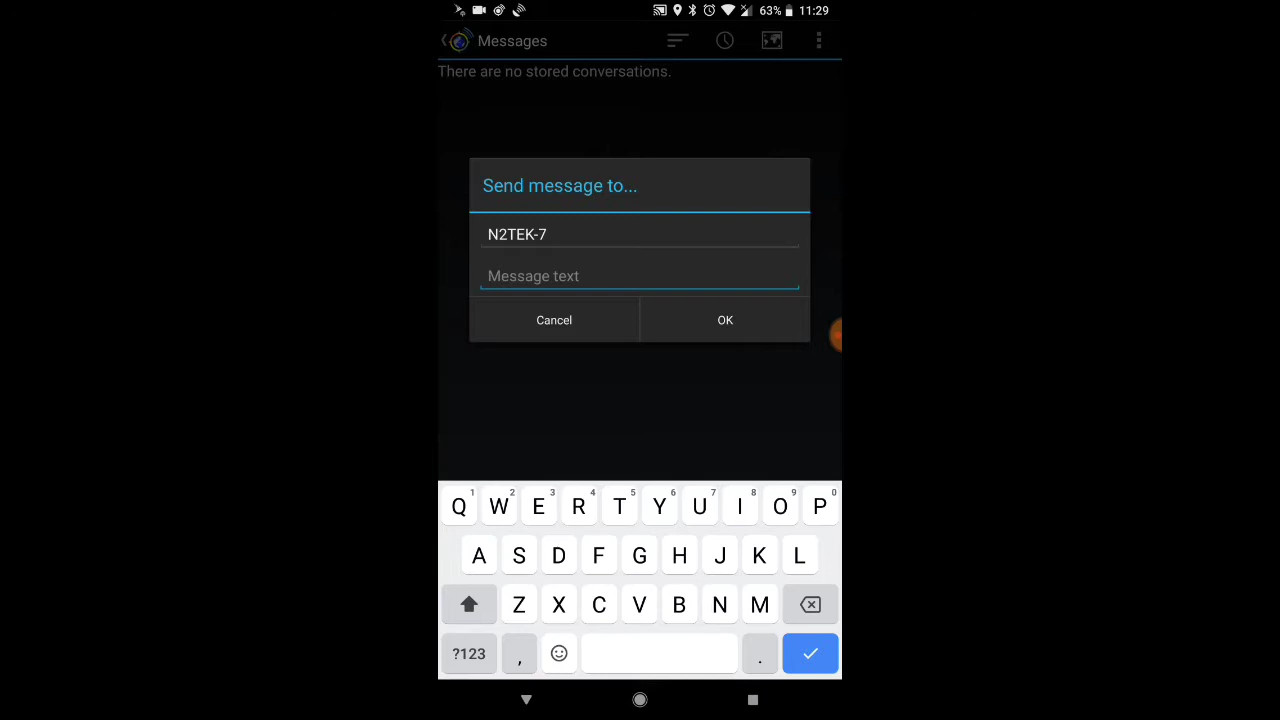 63% 11:29
Messages
There are no stored conversations.
Send message to...
N2TEK-7
Message text
Cancel OK
1 2 3 4 5 6 7 8 9 0
Q W E R T Y U I O P
A S D F G H J K L
Z X C V B N M
?123 , .